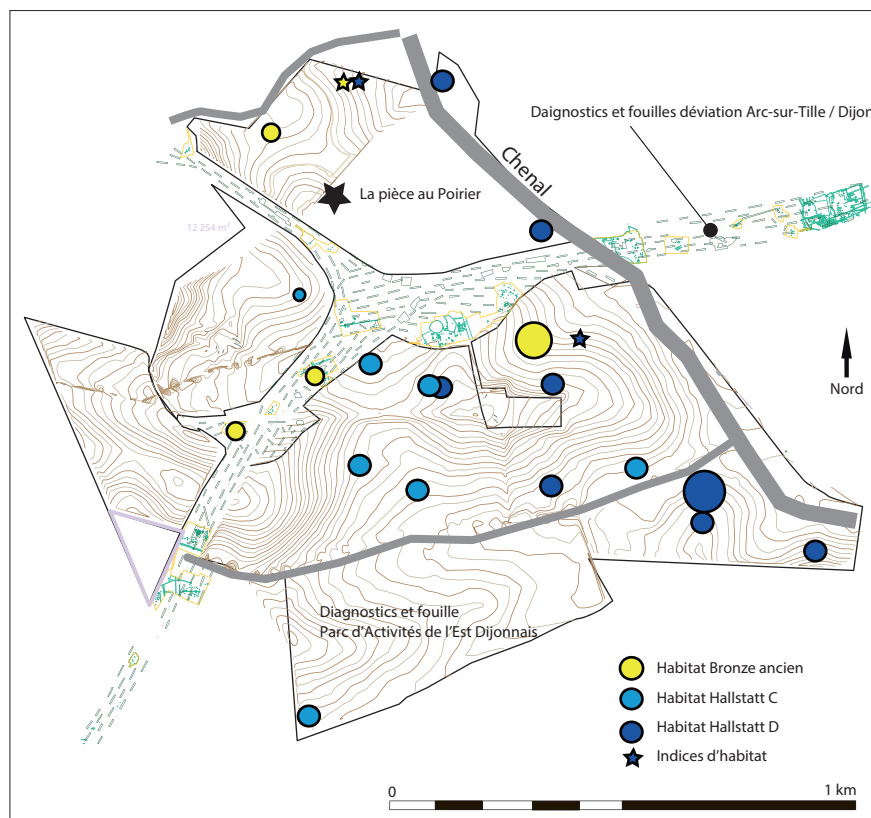 Daignostics et fouilles déviation Arc-sur-Tille / Dijon
Chenal
La pièce au Poirier
12 254 m²
Nord
Diagnostics et fouille
Parc d'Activités de l'Est Dijonnais
Habitat Bronze ancien
Habitat Hallstatt C
Habitat Hallstatt D
Indices d'habitat
0
1 km